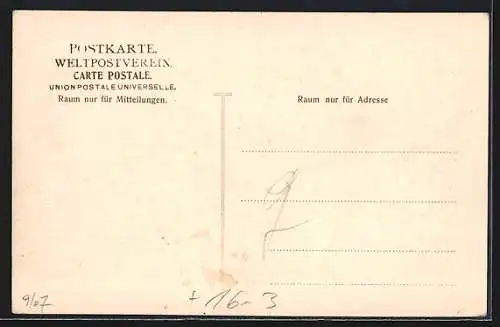 POSTKARTE.
WELTPOSTVEREIN.
CARTE POSTALE.
UNION POSTALE UNIVERSELLE.
Raum nur für Mitteilungen.
Raum nur für Adresse
9/07
+ 16-3